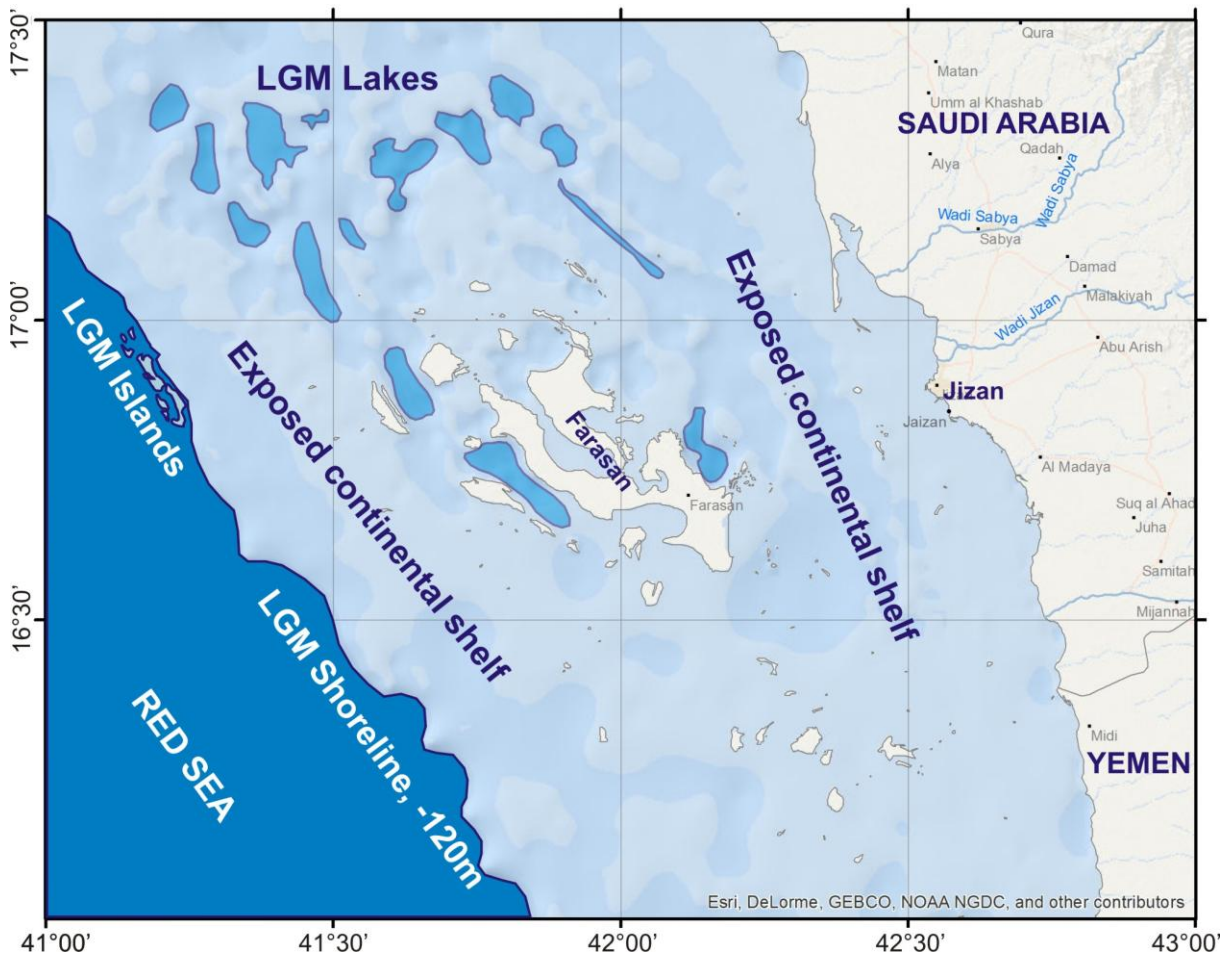 17°30'
17°00'
16°30'
LGM Lakes
Qura
Matan
Umm al Khashab
SAUDI ARABIA
Qadah
Alya
Wadi Sabya
Wadi Sabya
Sabya
Damad
Malakiyah
Wadi Jizan
Abu Arish
Jizan
Jaizan
Al Madaya
Suq al Ahad
Juha
Samitah
Mijannah
Midi
YEMEN
LGM Islands
Exposed continental shelf
Exposed continental shelf
Farasan
Farasan
LGM Shoreline, -120m
RED SEA
Esri, DeLorme, GEBCO, NOAA NGDC, and other contributors
41°00'
41°30'
42°00'
42°30'
43°00'